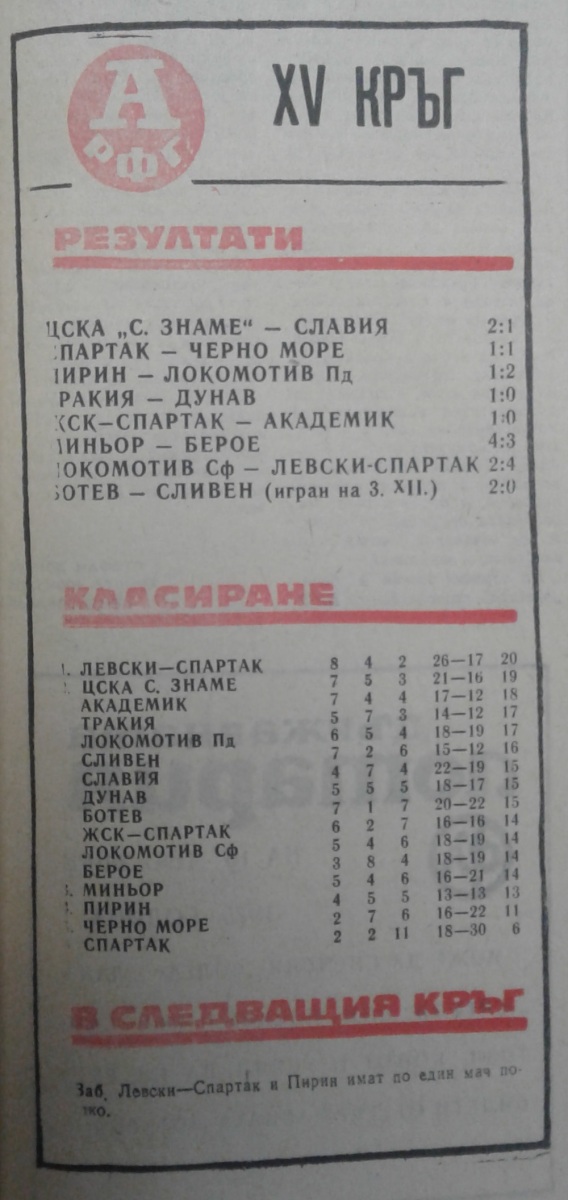 А
РФГ
XV КРЪГ
РЕЗУЛТАТИ
ЦСКА „С. ЗНАМЕ“ — СЛАВИЯ 2:1
ПАРТАК — ЧЕРНО МОРЕ 1:1
ИРИН — ЛОКОМОТИВ Пд 1:2
РАКИЯ — ДУНАВ 1:0
СК—СПАРТАК — АКАДЕМИК 1:0
ИНЬОР — БЕРОЕ 4:3
ОКОМОТИВ Сф — ЛЕВСКИ-СПАРТАК 2:4
ОТЕВ — СЛИВЕН (игран на 3. XII.) 2:0
КЛАСИРАНЕ
ЛЕВСКИ—СПАРТАК 8 4 2 26—17 20
ЦСКА С. ЗНАМЕ 7 5 3 21—16 19
АКАДЕМИК 7 4 4 17—12 18
ТРАКИЯ 5 7 3 14—12 17
ЛОКОМОТИВ Пд 6 5 4 18—19 17
СЛИВЕН 7 2 6 15—12 16
СЛАВИЯ 4 7 4 22—19 15
ДУНАВ 5 5 5 18—17 15
БОТЕВ 7 1 7 20—22 15
ЖСК—СПАРТАК 6 2 7 16—16 14
ЛОКОМОТИВ Сф 5 4 6 18—19 14
БЕРОЕ 3 8 4 18—19 14
МИНЬОР 5 4 6 16—21 14
ПИРИН 4 5 5 13—13 13
ЧЕРНО МОРЕ 2 7 6 16—22 11
СПАРТАК 2 2 11 18—30 6
В СЛЕДВАЩИЯ КРЪГ
Заб. Левски—Спартак и Пирин имат по един мач по-